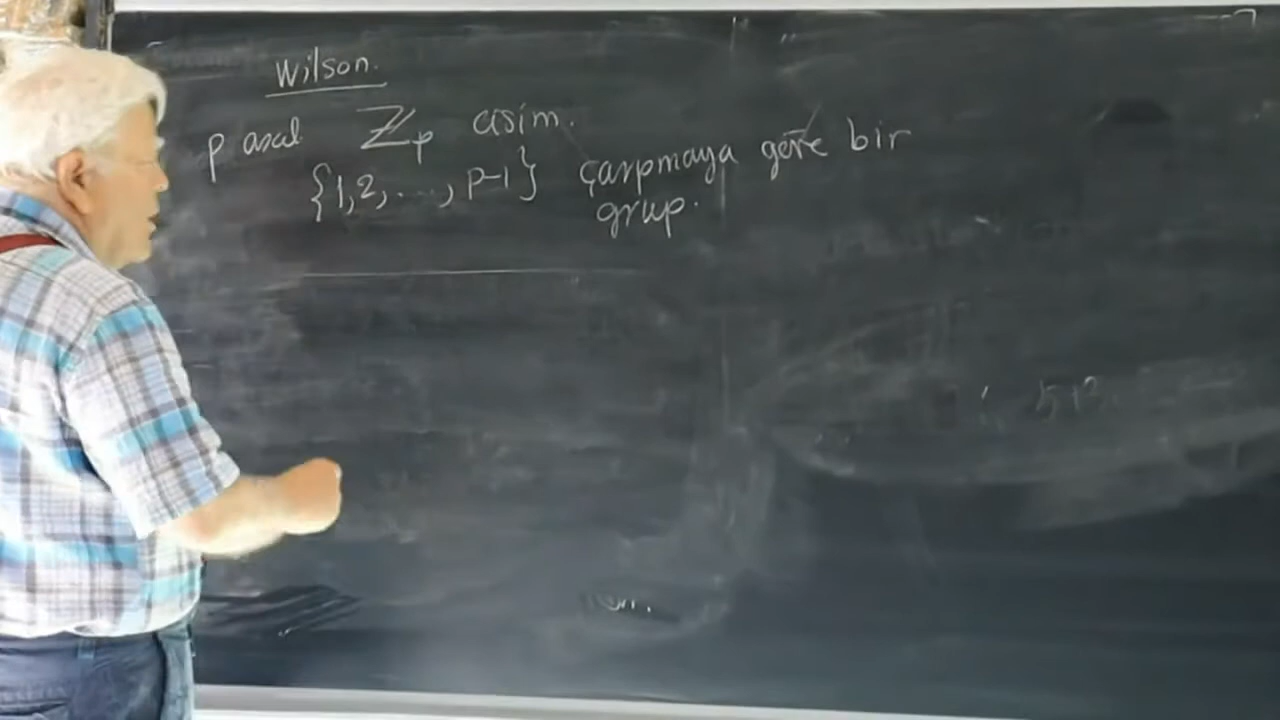 Wilson.
p asal ℤp cisim.
{1,2,...,p-1} çarpmaya göre bir
grup.